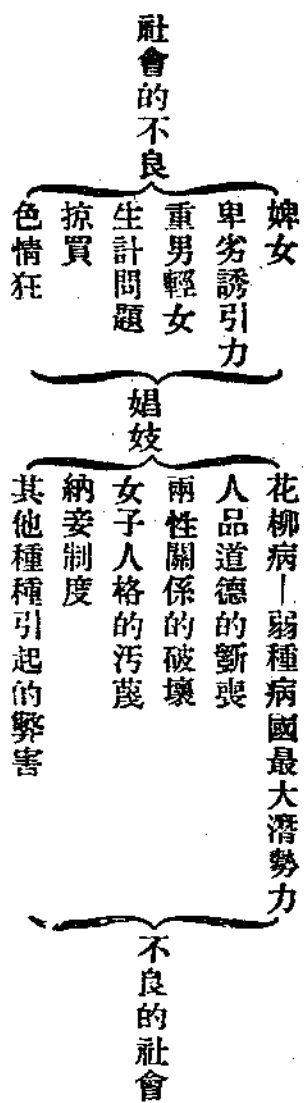 社會的不良
婢女
卑劣誘引力
重男輕女
生計問題
掠買
色情狂
娼妓
花柳病—弱種病國最大潛勢力
人品道德的斲喪
兩性關係的破壞
女子人格的汚蔑
納妾制度
其他種種引起的弊害
不良的社會